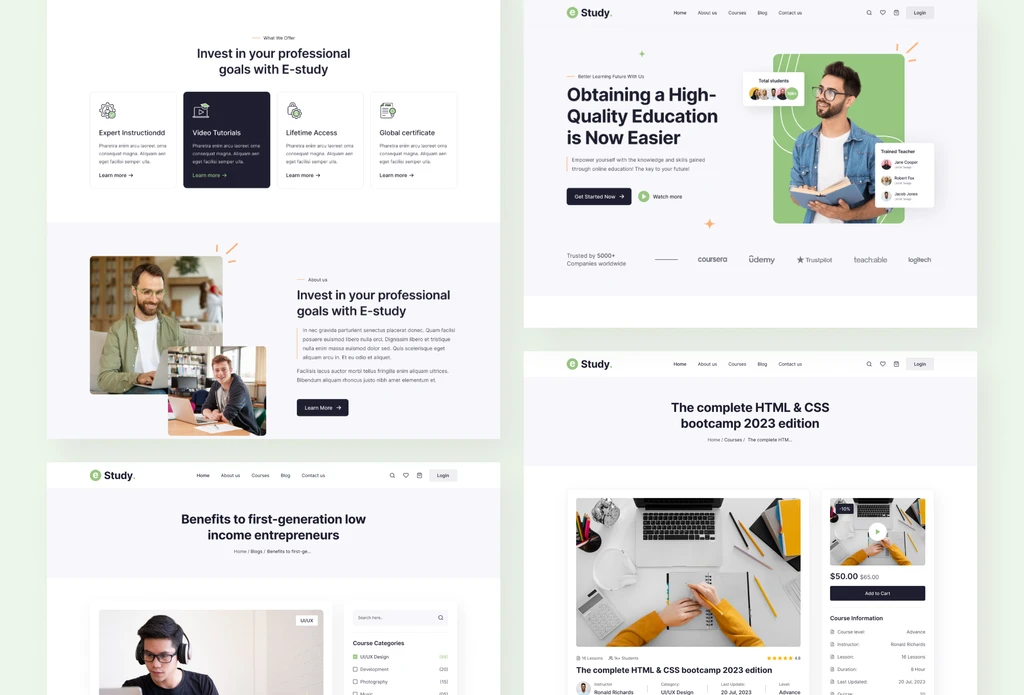 What We Offer
Invest in your professional
goals with E-study
Expert Instructiondd
Pharetra enim arcu laoreet orna
consequat magna. Aliquam aen
eget facilisi semper ulla.
Learn more →
Video Tutorials
Pharetra enim arcu laoreet orna
consequat magna. Aliquam aen
eget facilisi semper ulla.
Learn more →
Lifetime Access
Pharetra enim arcu laoreet orna
consequat magna. Aliquam aen
eget facilisi semper ulla.
Learn more →
Global certificate
Pharetra enim arcu laoreet orna
consequat magna. Aliquam aen
eget facilisi semper ulla.
Learn more →
About us
Invest in your professional
goals with E-study
In nec gravida parturient senectus placerat donec. Quam facilisi
posuere euismod libero nulla orci. Dignissim libero et tristique
nulla enim massa euismod dolor sed. Quis scelerisque eget
aliquam arcu in. Et eu odio et aliquet.
Facilisis lacus auctor morbi tellus fringilla enim aliquam ultrices.
Bibendum aliquam rhoncus justo nibh amet elementum et.
Learn More →
e Study.
Home About us Courses Blog Contact us
Login
Benefits to first-generation low
income entrepreneurs
Home / Blogs / Benefits to first-ge...
UI/UX
Search here..
Course Categories
UI/UX Design
Development (20)
Photography (15)
e Study.
Home About us Courses Blog Contact us
Login
Better Learning Future With Us
Obtaining a High-
Quality Education
is Now Easier
Empower yourself with the knowledge and skills gained
through online education! The key to your future!
Get Started Now →
Watch more
Total students
Trained Teacher
Jane Cooper
Robert Fox
Jacob Jones
Trusted by 5000+
Companies worldwide
coursera
ûdemy
Trustpilot
teach:able
logitech
e Study.
Home About us Courses Blog Contact us
Login
The complete HTML & CSS
bootcamp 2023 edition
Home / Courses / The complete HTM...
16 Lessons
The complete HTML & CSS bootcamp 2023 edition
Instructor
Ronald Richards
Category:
UI/UX Design
Last Update:
20 Jul, 2023
Level:
Advance
-10%
$50.00 $65.00
Add to Cart
Course Information
Course level: Advance
Instructor: Ronald Richards
Lesson: 16 Lessons
Duration: 9 Hour
Last Updated: 20 Jul, 2023